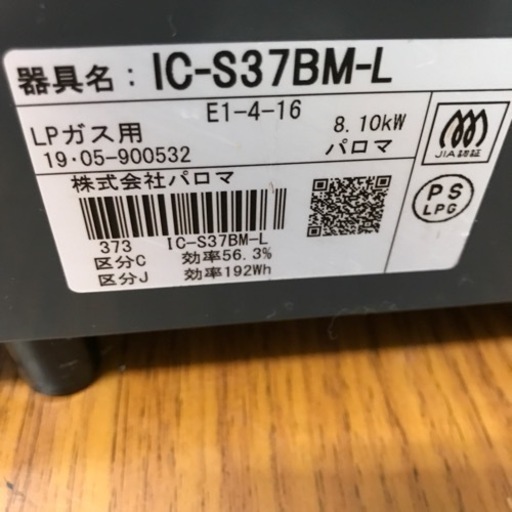 器具名：IC-S37BM-L
E1-4-16
LPガス用 8.10kW
19・05-900532 パロマ
株式会社パロマ
373 IC-S37BM-L
区分C 効率56.3%
区分J 効率192Wh
JIA認証
PS
LPG